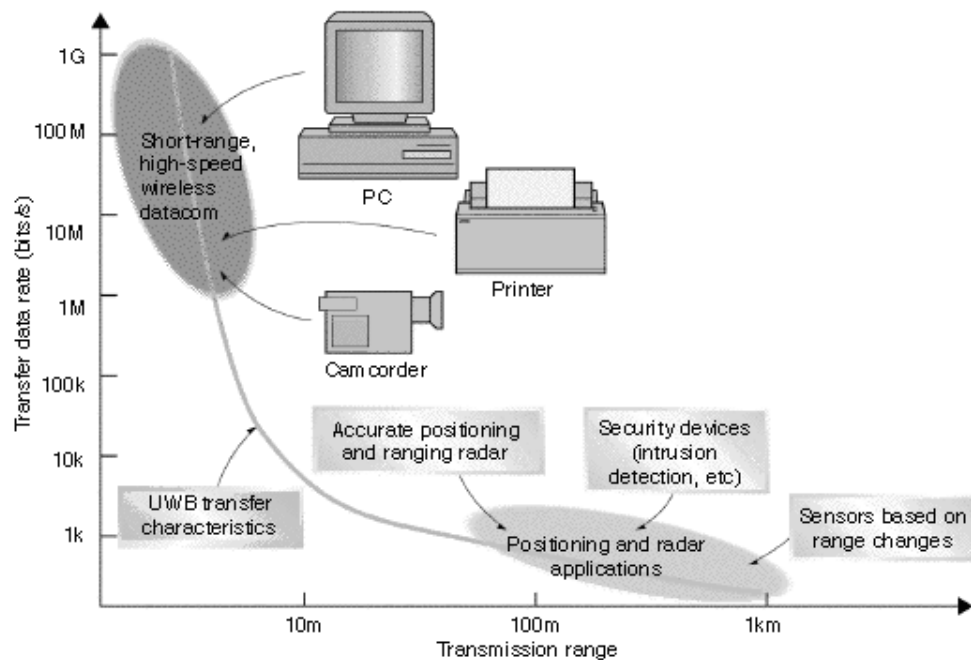 1G
100M
10M
1M
100k
10k
1k
Transfer data rate (bits/s)
Short-range,
high-speed
wireless
datacom
PC
Printer
Camcorder
UWB transfer
characteristics
Accurate positioning
and ranging radar
Security devices
(intrusion
detection, etc)
Sensors based on
range changes
Positioning and radar
applications
10m
100m
1km
Transmission range